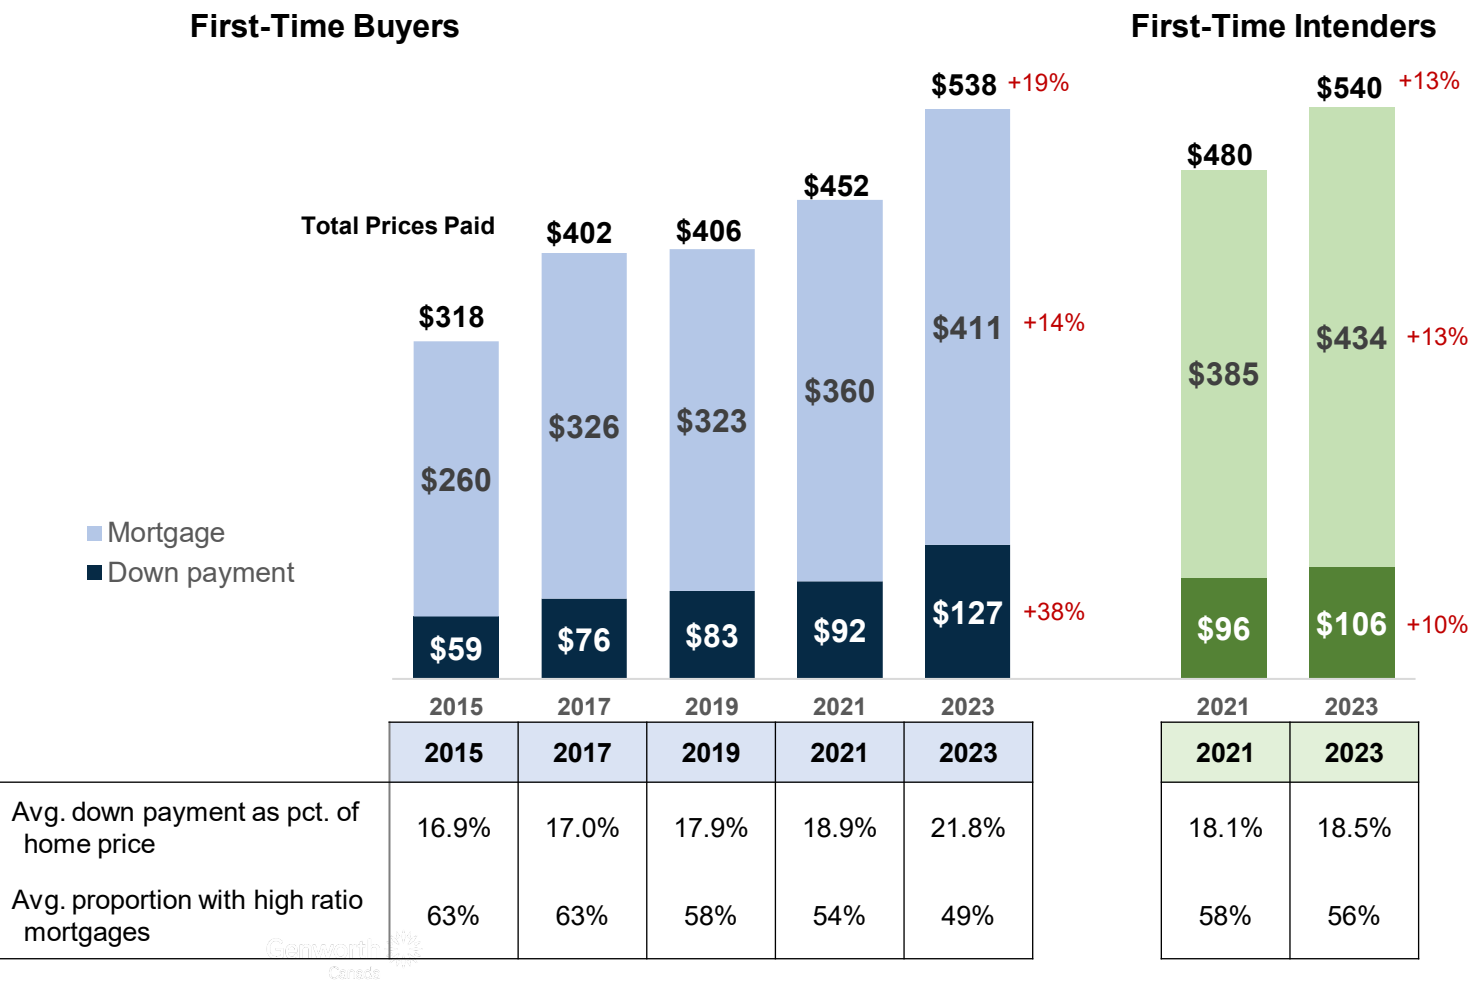 First-Time Buyers
First-Time Intenders
$538 +19%
$540 +13%
$480
$452
Total Prices Paid
$402
$406
$318
$411 +14%
$434 +13%
$385
$360
$323
$326
$260
Mortgage
Down payment
$59
$76
$83
$92
$127 +38%
$96
$106 +10%
2015 2017 2019 2021 2023 2021 2023
2015 2017 2019 2021 2023 2021 2023
Avg. down payment as pct. of
home price
16.9% 17.0% 17.9% 18.9% 21.8% 18.1% 18.5%
Avg. proportion with high ratio
mortgages
63% 63% 58% 54% 49% 58% 56%
Genworth
Canada